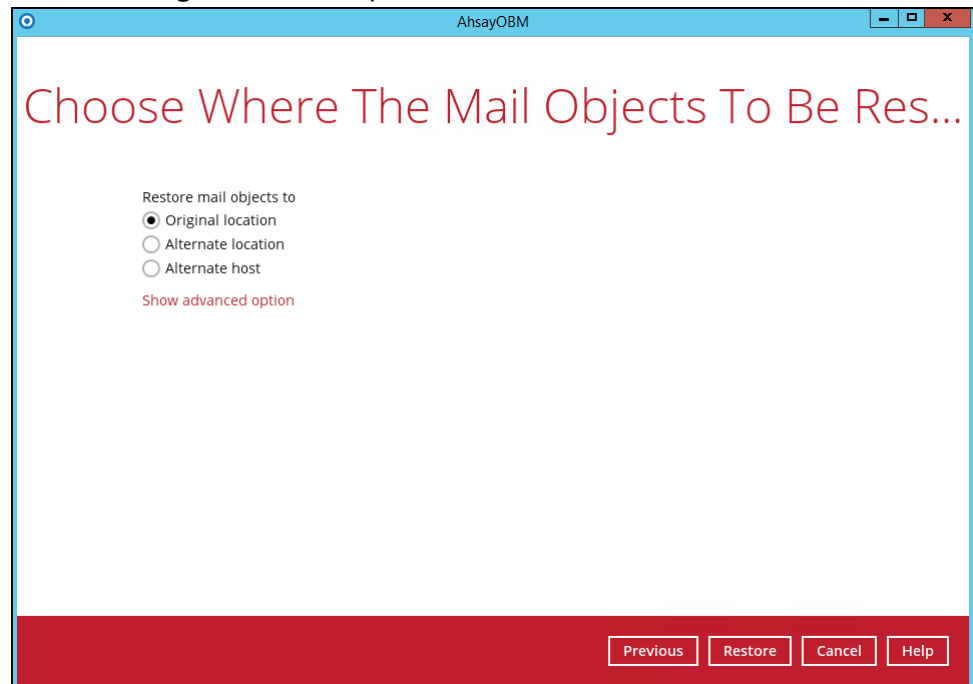 AhsayOBM
Choose Where The Mail Objects To Be Res...
Restore mail objects to
Original location
Alternate location
Alternate host
Show advanced option
Previous Restore Cancel Help